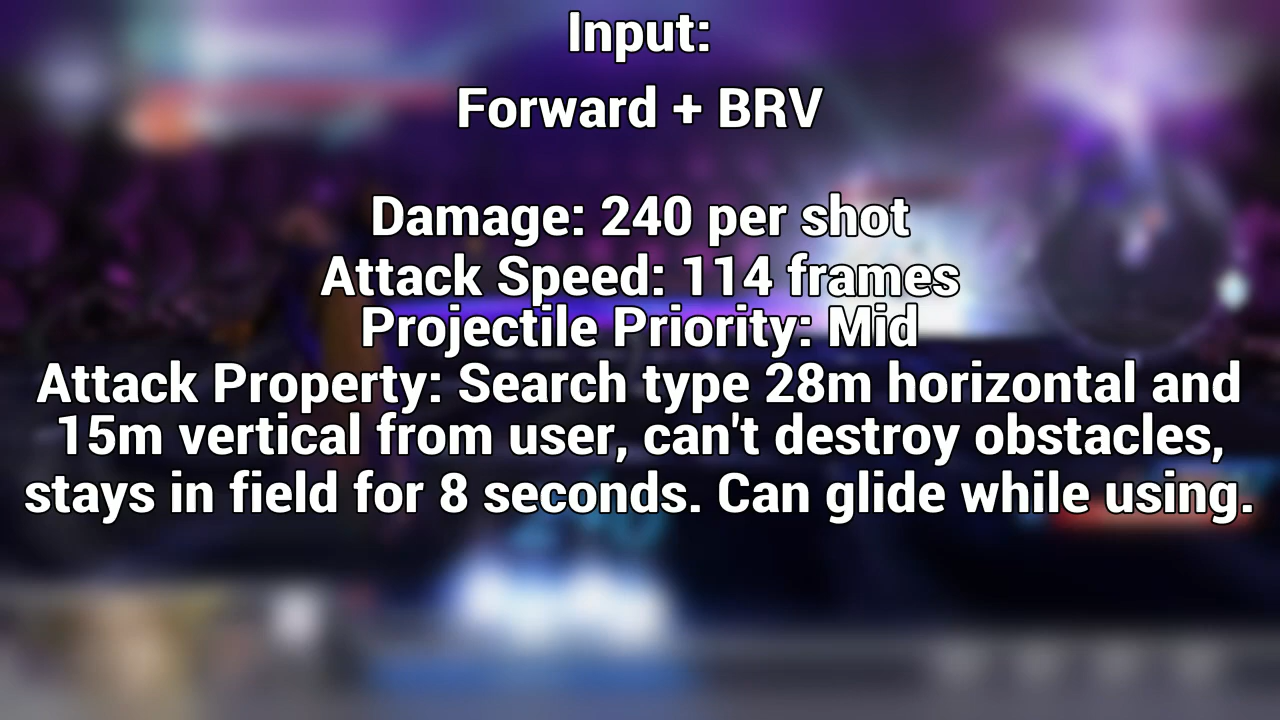 Input:
Forward + BRV
Damage: 240 per shot
Attack Speed: 114 frames
Projectile Priority: Mid
Attack Property: Search type 28m horizontal and
15m vertical from user, can't destroy obstacles,
stays in field for 8 seconds. Can glide while using.